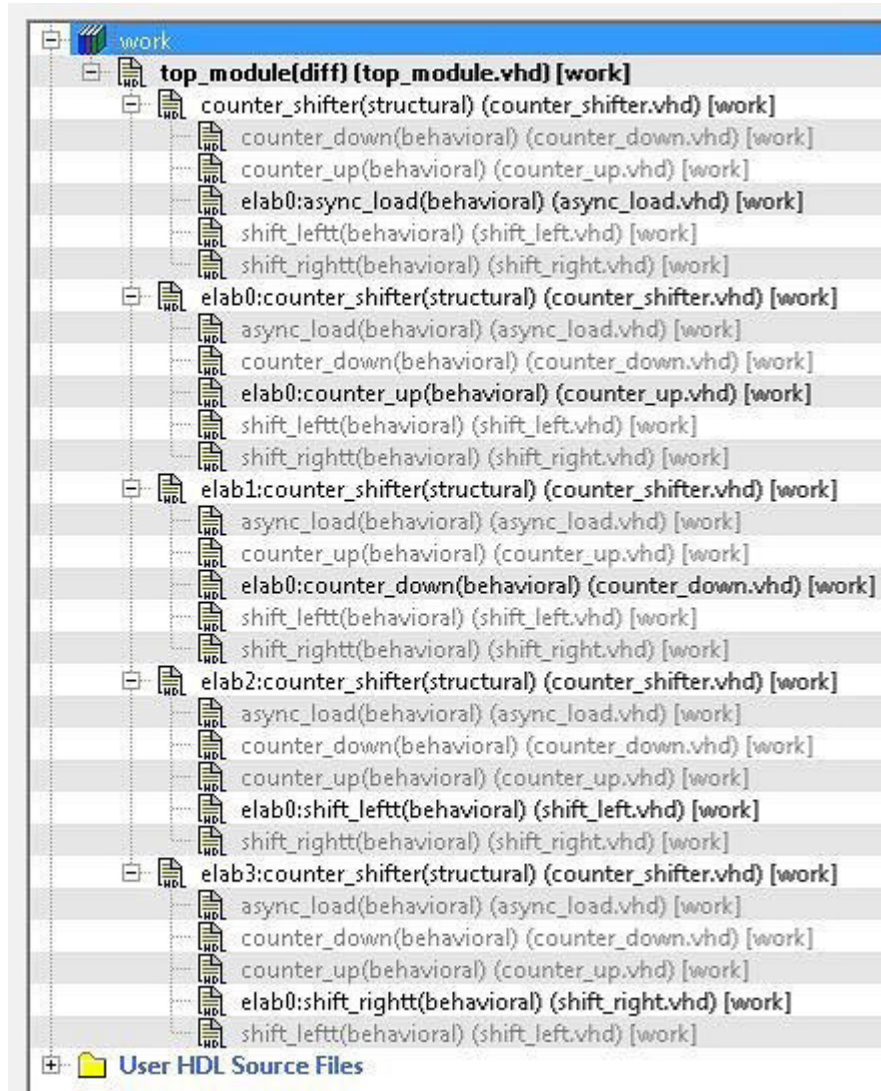 work
top_module(diff) (top_module.vhd) [work]
counter_shifter(structural) (counter_shifter.vhd) [work]
counter_down(behavioral) (counter_down.vhd) [work]
counter_up(behavioral) (counter_up.vhd) [work]
elab0:async_load(behavioral) (async_load.vhd) [work]
shift_leftt(behavioral) (shift_left.vhd) [work]
shift_rightt(behavioral) (shift_right.vhd) [work]
elab0:counter_shifter(structural) (counter_shifter.vhd) [work]
async_load(behavioral) (async_load.vhd) [work]
counter_down(behavioral) (counter_down.vhd) [work]
elab0:counter_up(behavioral) (counter_up.vhd) [work]
shift_leftt(behavioral) (shift_left.vhd) [work]
shift_rightt(behavioral) (shift_right.vhd) [work]
elab1:counter_shifter(structural) (counter_shifter.vhd) [work]
async_load(behavioral) (async_load.vhd) [work]
counter_up(behavioral) (counter_up.vhd) [work]
elab0:counter_down(behavioral) (counter_down.vhd) [work]
shift_leftt(behavioral) (shift_left.vhd) [work]
shift_rightt(behavioral) (shift_right.vhd) [work]
elab2:counter_shifter(structural) (counter_shifter.vhd) [work]
async_load(behavioral) (async_load.vhd) [work]
counter_down(behavioral) (counter_down.vhd) [work]
counter_up(behavioral) (counter_up.vhd) [work]
elab0:shift_leftt(behavioral) (shift_left.vhd) [work]
shift_rightt(behavioral) (shift_right.vhd) [work]
elab3:counter_shifter(structural) (counter_shifter.vhd) [work]
async_load(behavioral) (async_load.vhd) [work]
counter_down(behavioral) (counter_down.vhd) [work]
counter_up(behavioral) (counter_up.vhd) [work]
elab0:shift_rightt(behavioral) (shift_right.vhd) [work]
shift_leftt(behavioral) (shift_left.vhd) [work]
User HDL Source Files